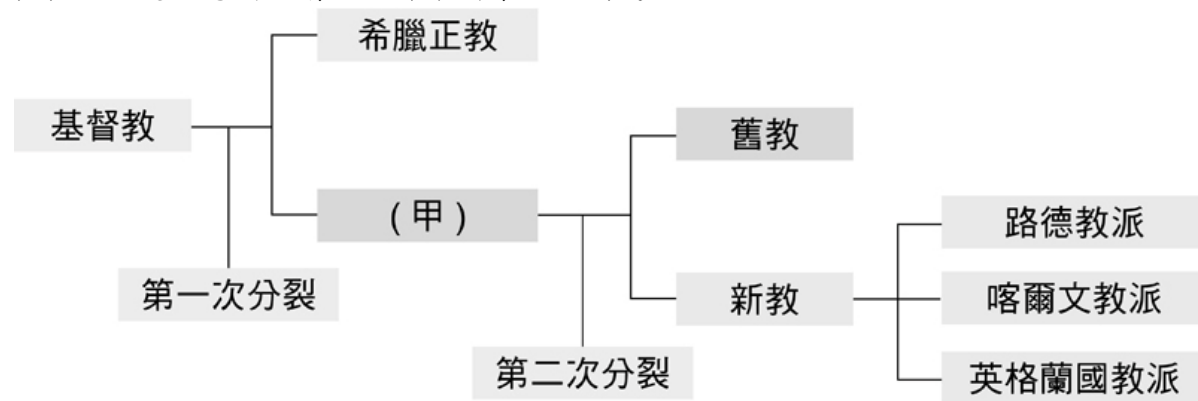 希臘正教
基督教
舊教
(甲)
路德教派
第一次分裂
新教
喀爾文教派
第二次分裂
英格蘭國教派